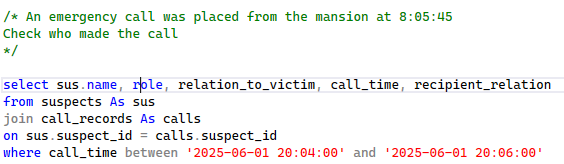 /* An emergency call was placed from the mansion at 8:05:45
Check who made the call
*/
select sus.name, role, relation_to_victim, call_time, recipient_relation
from suspects As sus
join call_records As calls
on sus.suspect_id = calls.suspect_id
where call_time between '2025-06-01 20:04:00' and '2025-06-01 20:06:00'